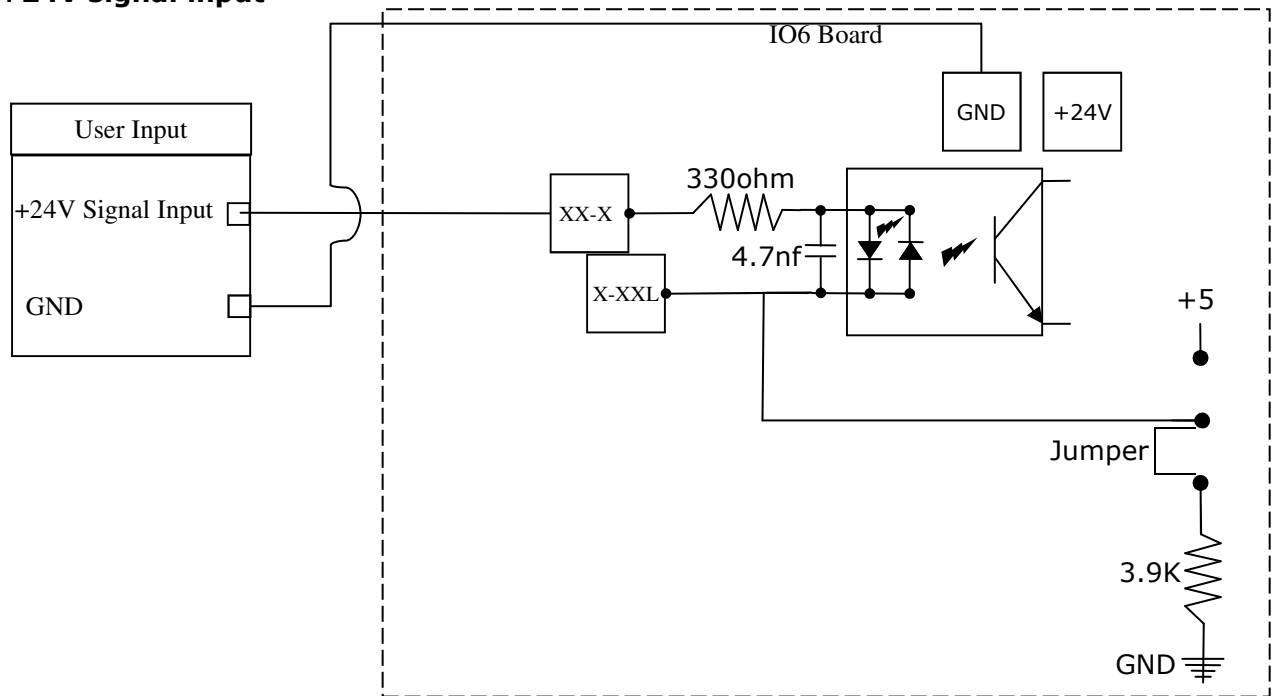 +24V Signal Input
IO6 Board
GND
+24V
User Input
+24V Signal Input
GND
XX-X
330ohm
4.7nf
X-XXL
+5
Jumper
3.9K
GND